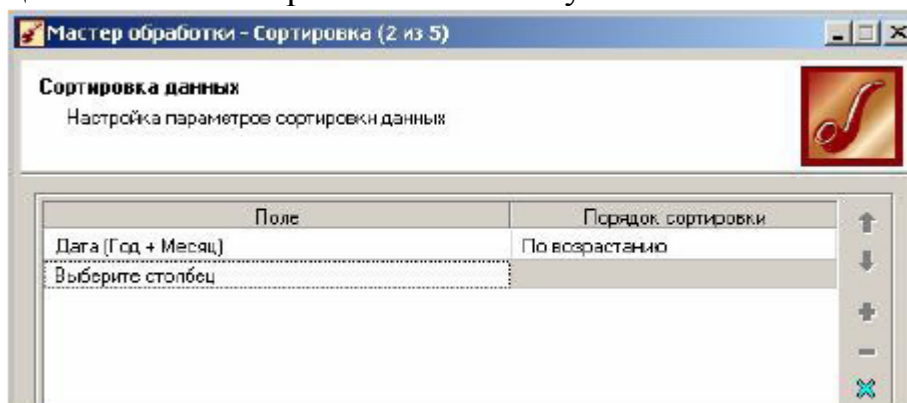 Мастер обработки - Сортировка (2 из 5)
Сортировка данных
Настройка параметров сортировки данных
Поле Порядок сортировки
Дата (Год + Месяц) По возрастанию
Выберите столбец